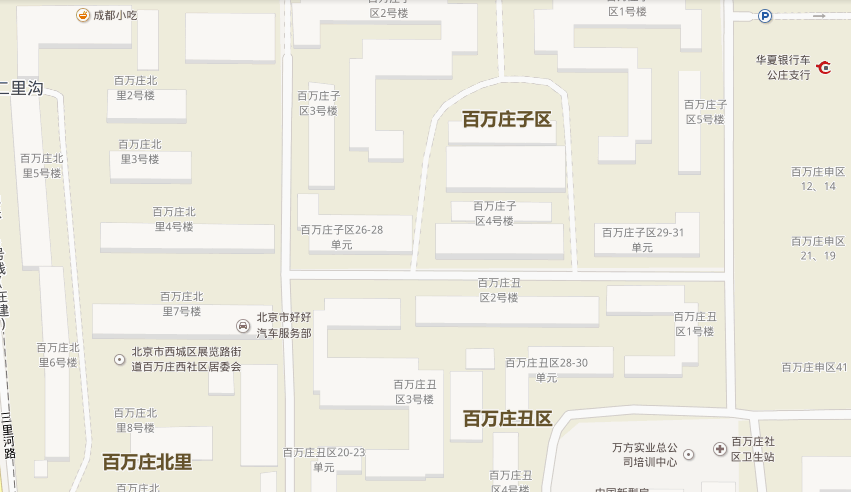 成都小吃
百万庄子
区2号楼
百万庄子
区1号楼
P
华夏银行车
公庄支行
二里沟
百万庄北
里2号楼
百万庄子
区3号楼
百万庄子区
百万庄子
区5号楼
百万庄北
里3号楼
百万庄北
里5号楼
百万庄申区
12、14
百万庄北
里4号楼
百万庄子
区4号楼
百万庄子区26-28
单元
百万庄子区29-31
单元
百万庄申区
21、19
百万庄丑
区2号楼
百万庄北
里7号楼
北京市好好
汽车服务部
百万庄丑
区1号楼
百万庄北
里6号楼
北京市西城区展览路街
道百万庄西社区居委会
百万庄丑区28-30
单元
百万庄申区41
百万庄丑
区3号楼
三里河路
百万庄北
里8号楼
百万庄丑区
百万庄北里
百万庄丑区20-23
单元
万方实业总公
司培训中心
百万庄社
区卫生站
百万庄丑
区4号楼
百万庄北